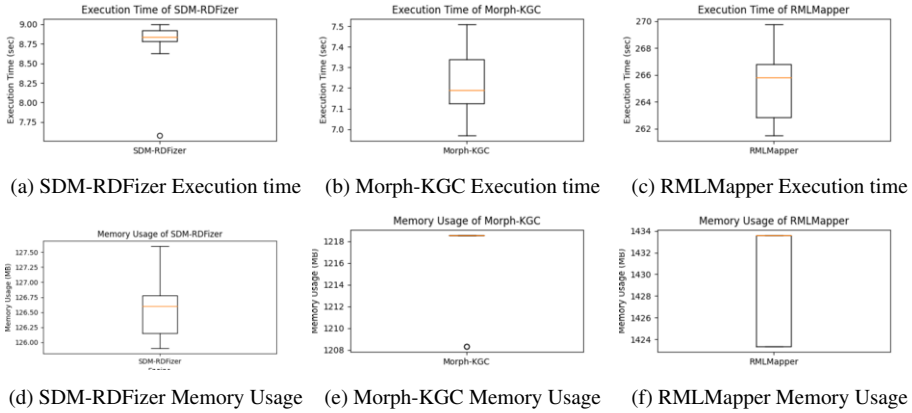 Execution Time of SDM-RDFizer
Execution Time (sec)
9.00
8.75
8.50
8.25
8.00
7.75
SDM-RDFizer
Execution Time of Morph-KGC
Execution Time (sec)
7.5
7.4
7.3
7.2
7.1
7.0
Morph-KGC
Execution Time of RMLMapper
Execution Time (sec)
270
268
266
264
262
RMLMapper
(a) SDM-RDFizer Execution time
(b) Morph-KGC Execution time
(c) RMLMapper Execution time
Memory Usage of SDM-RDFizer
Memory Usage (MB)
127.50
127.25
127.00
126.75
126.50
126.25
126.00
SDM-RDFizer
Memory Usage of Morph-KGC
Memory Usage (MB)
1218
1216
1214
1212
1210
1208
Morph-KGC
Memory Usage of RMLMapper
Memory Usage (MB)
1434
1432
1430
1428
1426
1424
RMLMapper
(d) SDM-RDFizer Memory Usage
(e) Morph-KGC Memory Usage
(f) RMLMapper Memory Usage